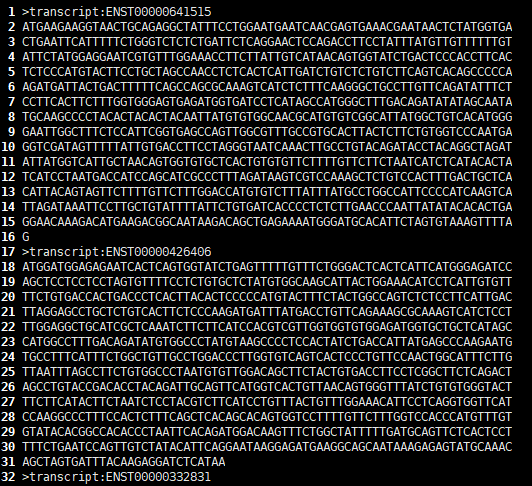 1 >transcript:ENST00000641515
2 ATGAAGAAGGTAACTGCAGAGGCTATTTCCTGGAATGAATCAACGAGTGAAACGAATAACTCTATGGTGA
3 CTGAATTCATTTTTCTGGGTCTCTCTGATTCTCAGGAACTCCAGACCTTCCTATTTATGTTGTTTTTTGT
4 ATTCTATGGAGGAATCGTGTTTGGAAACCTTCTTATTGTCATAACAGTGGTATCTGACTCCCACCTTCAC
5 TCTCCCATGTACTTCCTGCTAGCCAACCTCTCACTCATTGATCTGTCTCTGTCTTCAGTCACAGCCCCCA
6 AGATGATTACTGACTTTTTCAGCCAGCGCAAAGTCATCTCTTTCAAGGGCTGCCTTGTTCAGATATTTCT
7 CCTTCACTTCTTTGGTGGGAGTGAGATGGTGATCCTCATAGCCATGGGCTTTGACAGATATATAGCAATA
8 TGCAAGCCCCTACACTACACTACAATTATGTGTGGCAACGCATGTGTCGGCATTATGGCTGTCACATGGG
9 GAATTGGCTTTCTCCATTCGGTGAGCCAGTTGGCGTTTGCCGTGCACTTACTCTTCTGTGGTCCCAATGA
10 GGTCGATAGTTTTTATTGTGACCTTCCTAGGGTAATCAAACTTGCCTGTACAGATACCTACAGGCTAGAT
11 ATTATGGTCATTGCTAACAGTGGTGTGCTCACTGTGTGTTCTTTTGTTCTTCTAATCATCTCATACACTA
12 TCATCCTAATGACCATCCAGCATCGCCCTTTAGATAAGTCGTCCAAAGCTCTGTCCACTTTGACTGCTCA
13 CATTACAGTAGTTCTTTTGTTCTTTGGACCATGTGTCTTTATTTATGCCTGGCCATTCCCCATCAAGTCA
14 TTAGATAAATTCCTTGCTGTATTTTATTCTGTGATCACCCCTCTCTTGAACCCAATTATATACACACTGA
15 GGAACAAAGACATGAAGACGGCAATAAGACAGCTGAGAAAATGGGATGCACATTCTAGTGTAAAGTTTTA
16 G
17 >transcript:ENST00000426406
18 ATGGATGGAGAGAATCACTCAGTGGTATCTGAGTTTTTGTTTCTGGGACTCACTCATTCATGGGAGATCC
19 AGCTCCTCCTCCTAGTGTTTTCCTCTGTGCTCTATGTGGCAAGCATTACTGGAAACATCCTCATTGTGTT
20 TTCTGTGACCACTGACCCTCACTTACACTCCCCCATGTACTTTCTACTGGCCAGTCTCTCCTTCATTGAC
21 TTAGGAGCCTGCTCTGTCACTTCTCCCAAGATGATTTATGACCTGTTCAGAAAGCGCAAAGTCATCTCCT
22 TTGGAGGCTGCATCGCTCAAATCTTCTTCATCCACGTCGTTGGTGGTGTGGAGATGGTGCTGCTCATAGC
23 CATGGCCTTTGACAGATATGTGGCCCTATGTAAGCCCCTCCACTATCTGACCATTATGAGCCCAAGAATG
24 TGCCTTTCATTTCTGGCTGTTGCCTGGACCCTTGGTGTCAGTCACTCCCTGTTCCAACTGGCATTTCTTG
25 TTAATTTAGCCTTCTGTGGCCCTAATGTGTTGGACAGCTTCTACTGTGACCTTCCTCGGCTTCTCAGACT
26 AGCCTGTACCGACACCTACAGATTGCAGTTCATGGTCACTGTTAACAGTGGGTTTATCTGTGTGGGTACT
27 TTCTTCATACTTCTAATCTCCTACGTCTTCATCCTGTTTACTGTTTGGAAACATTCCTCAGGTGGTTCAT
28 CCAAGGCCCTTTCCACTCTTTCAGCTCACAGCACAGTGGTCCTTTTGTTCTTTGGTCCACCCATGTTTGT
29 GTATACACGGCCACACCCTAATTCACAGATGGACAAGTTTCTGGCTATTTTTGATGCAGTTCTCACTCCT
30 TTTCTGAATCCAGTTGTCTATACATTCAGGAATAAGGAGATGAAGGCAGCAATAAAGAGAGTATGCAAAC
31 AGCTAGTGATTTACAAGAGGATCTCATAA
32 >transcript:ENST00000332831